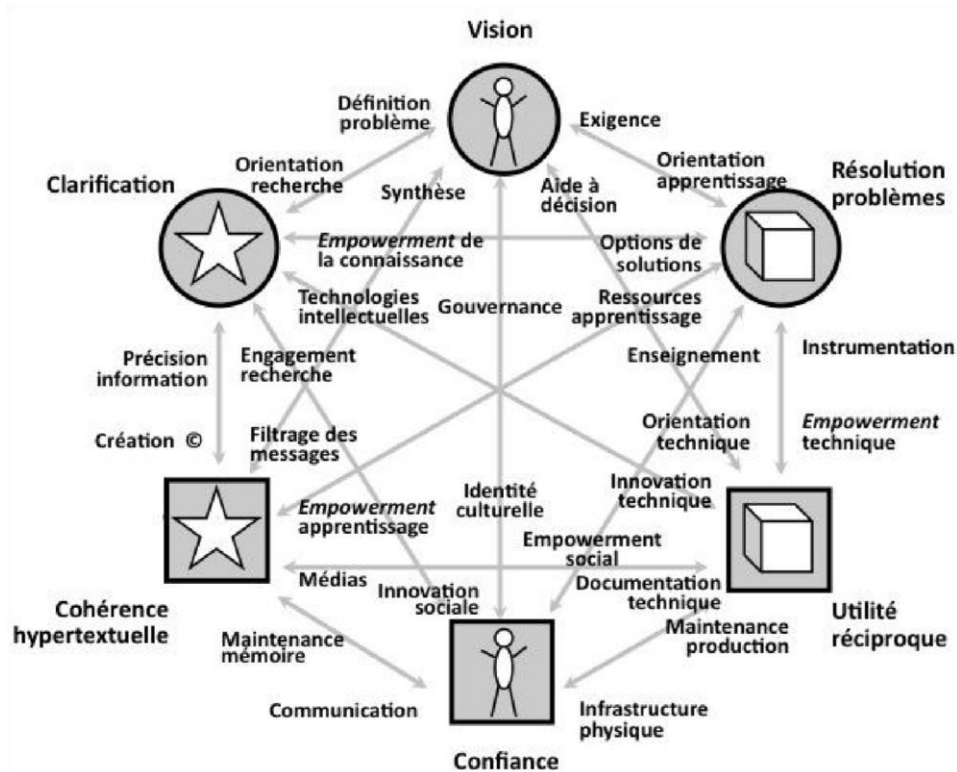 Vision
Définition
problème
Exigence
Orientation
recherche
Orientation
apprentissage
Clarification
Synthèse
Aide à
décision
Résolution
problèmes
Empowerment de
la connaissance
Options de
solutions
Technologies
intellectuelles
Gouvernance
Ressources
apprentissage
Précision
information
Engagement
recherche
Enseignement
Instrumentation
Création ©
Filtrage des
messages
Orientation
technique
Empowerment
technique
Identité
culturelle
Innovation
technique
Empowerment
apprentissage
Empowerment
social
Médias
Innovation
sociale
Documentation
technique
Cohérence
hypertextuelle
Utilité
réciproque
Maintenance
mémoire
Maintenance
production
Communication
Infrastructure
physique
Confiance